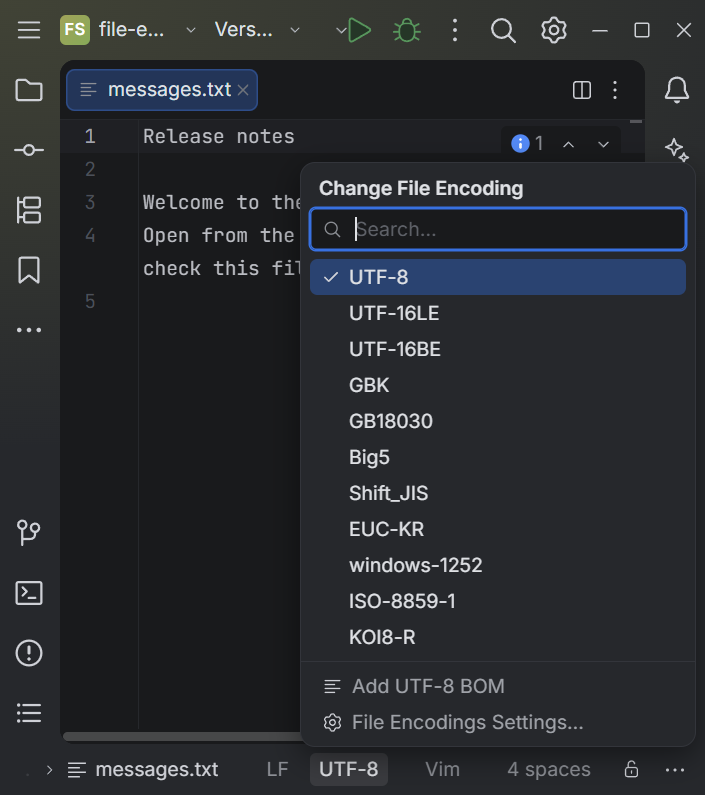 FS file-e... Vers...
messages.txt
1 Release notes
1
2
3 Welcome to the
4 Open from the
check this fil
5
Change File Encoding
Search...
UTF-8
UTF-16LE
UTF-16BE
GBK
GB18030
Big5
Shift_JIS
EUC-KR
windows-1252
ISO-8859-1
KOI8-R
Add UTF-8 BOM
File Encodings Settings...
messages.txt LF UTF-8 Vim 4 spaces